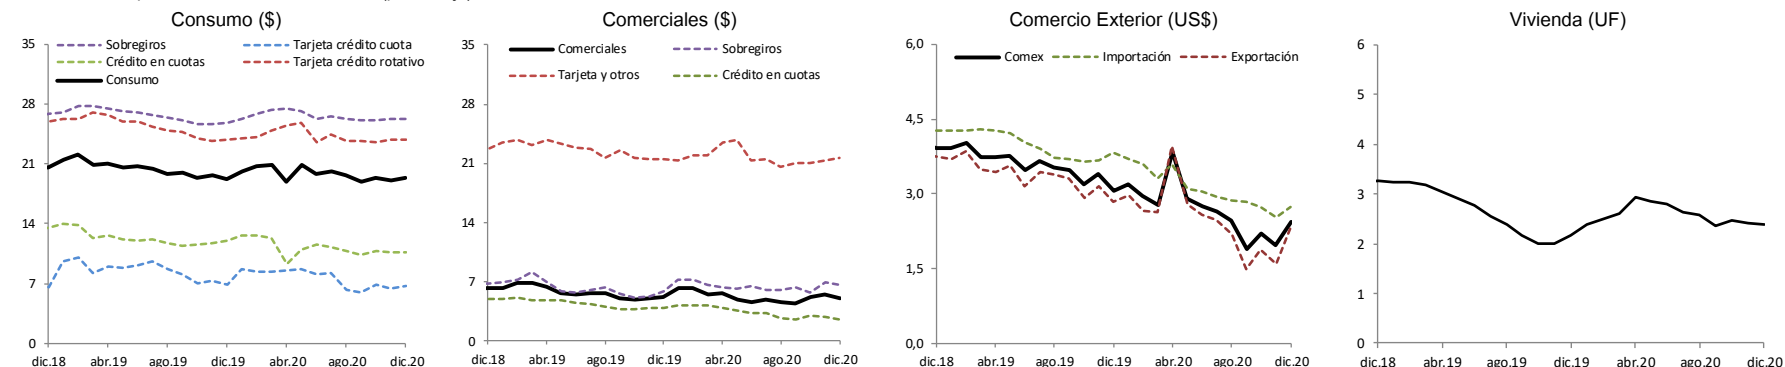 Consumo ($)
Sobregiros
Tarjeta crédito cuota
Crédito en cuotas
Tarjeta crédito rotativo
Consumo
35
28
21
14
7
0
dic.18 abr.19 ago.19 dic.19 abr.20 ago.20 dic.20
Comerciales ($)
Comerciales
Sobregiros
Tarjeta y otros
Crédito en cuotas
35
28
21
14
7
0
dic.18 abr.19 ago.19 dic.19 abr.20 ago.20 dic.20
Comercio Exterior (US$)
Comex
Importación
Exportación
6,0
4,5
3,0
1,5
0,0
dic.18 abr.19 ago.19 dic.19 abr.20 ago.20 dic.20
Vivienda (UF)
6
5
4
3
2
1
0
dic.18 abr.19 ago.19 dic.19 abr.20 ago.20 dic.20